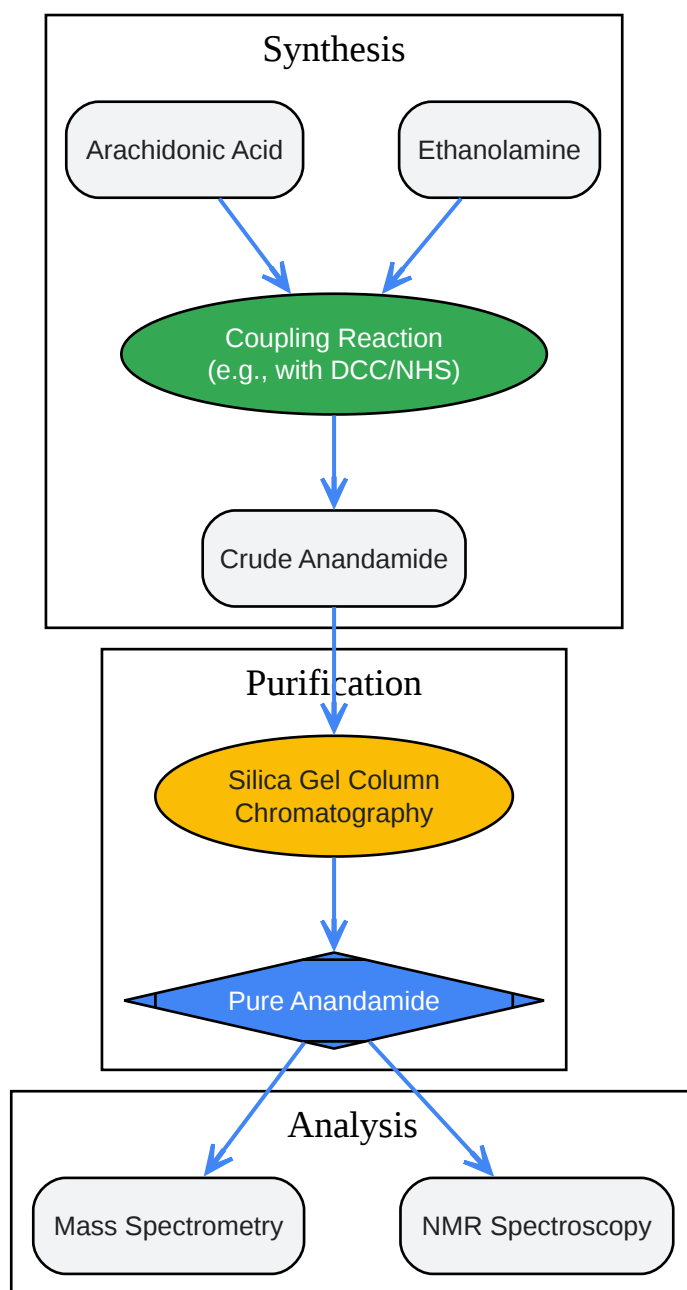 Synthesis
Arachidonic Acid
Ethanolamine
Coupling Reaction
(e.g., with DCC/NHS)
Crude Anandamide
Purification
Silica Gel Column
Chromatography
Pure Anandamide
Analysis
Mass Spectrometry
NMR Spectroscopy